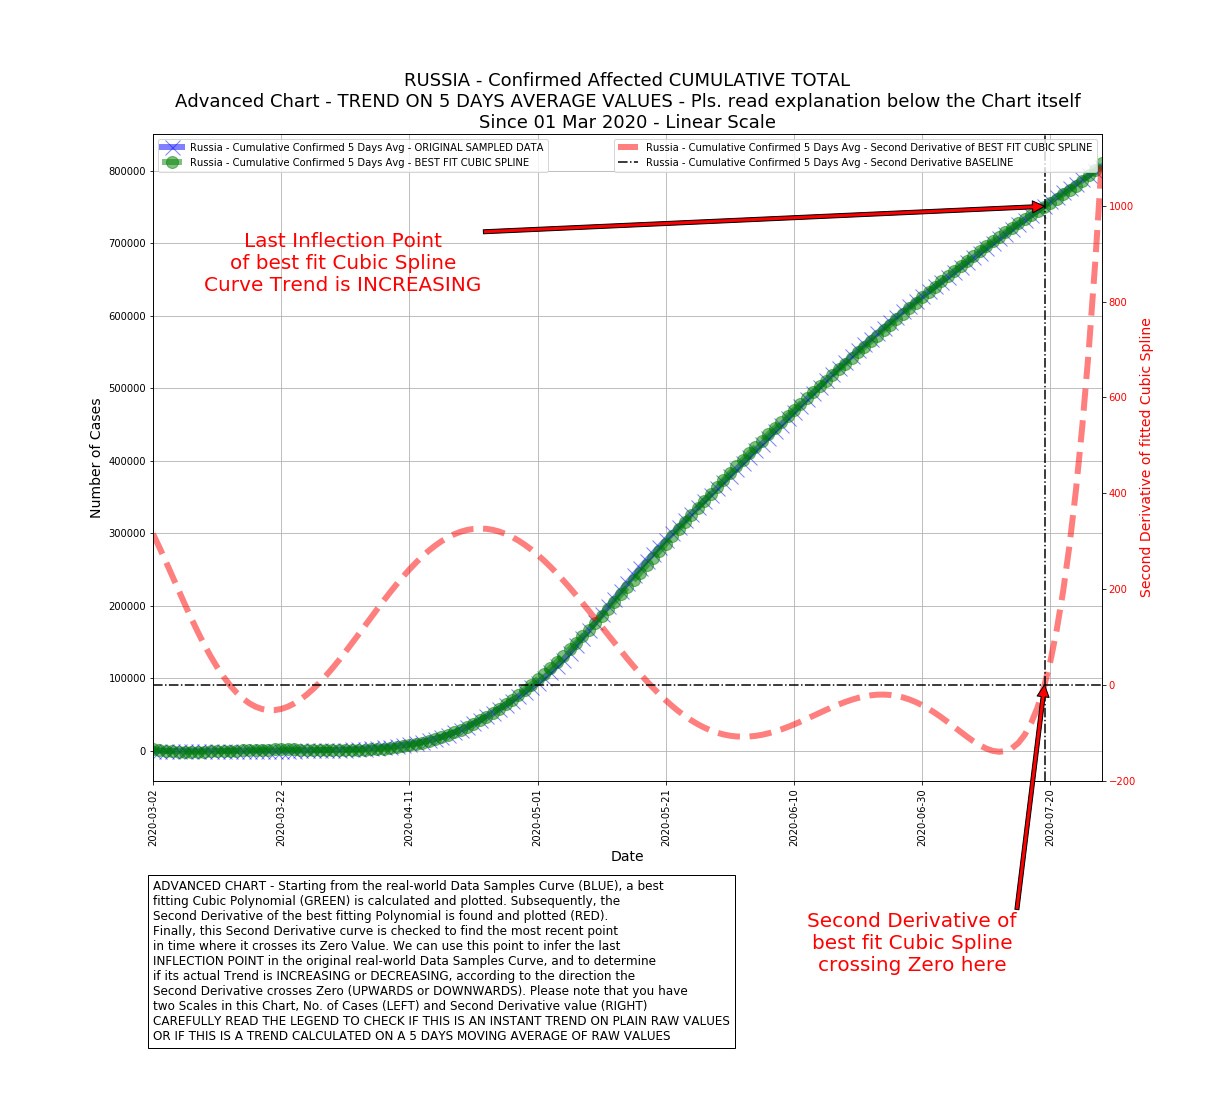 RUSSIA - Confirmed Affected CUMULATIVE TOTAL
Advanced Chart - TREND ON 5 DAYS AVERAGE VALUES - Pls. read explanation below the Chart itself
Since 01 Mar 2020 - Linear Scale
Russia - Cumulative Confirmed 5 Days Avg - ORIGINAL SAMPLED DATA
Russia - Cumulative Confirmed 5 Days Avg - BEST FIT CUBIC SPLINE
Russia - Cumulative Confirmed 5 Days Avg - Second Derivative of BEST FIT CUBIC SPLINE
Russia - Cumulative Confirmed 5 Days Avg - Second Derivative BASELINE
Last Inflection Point
of best fit Cubic Spline
Curve Trend is INCREASING
Number of Cases
800000
700000
600000
500000
400000
300000
200000
100000
0
1000
800
600
400
200
0
−200
Second Derivative of fitted Cubic Spline
2020-03-02
2020-03-22
2020-04-11
2020-05-01
2020-05-21
2020-06-10
2020-06-30
2020-07-20
Date
ADVANCED CHART - Starting from the real-world Data Samples Curve (BLUE), a best
fitting Cubic Polynomial (GREEN) is calculated and plotted. Subsequently, the
Second Derivative of the best fitting Polynomial is found and plotted (RED).
Finally, this Second Derivative curve is checked to find the most recent point
in time where it crosses its Zero Value. We can use this point to infer the last
INFLECTION POINT in the original real-world Data Samples Curve, and to determine
if its actual Trend is INCREASING or DECREASING, according to the direction the
Second Derivative crosses Zero (UPWARDS or DOWNWARDS). Please note that you have
two Scales in this Chart, No. of Cases (LEFT) and Second Derivative value (RIGHT)
CAREFULLY READ THE LEGEND TO CHECK IF THIS IS AN INSTANT TREND ON PLAIN RAW VALUES
OR IF THIS IS A TREND CALCULATED ON A 5 DAYS MOVING AVERAGE OF RAW VALUES
Second Derivative of
best fit Cubic Spline
crossing Zero here